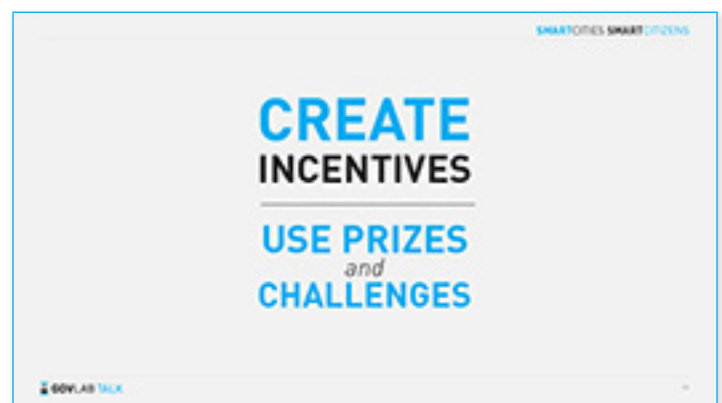 SMARTCITIES SMARTCITIZENS
CREATE
INCENTIVES
USE PRIZES
and
CHALLENGES
GOVLAB TALK